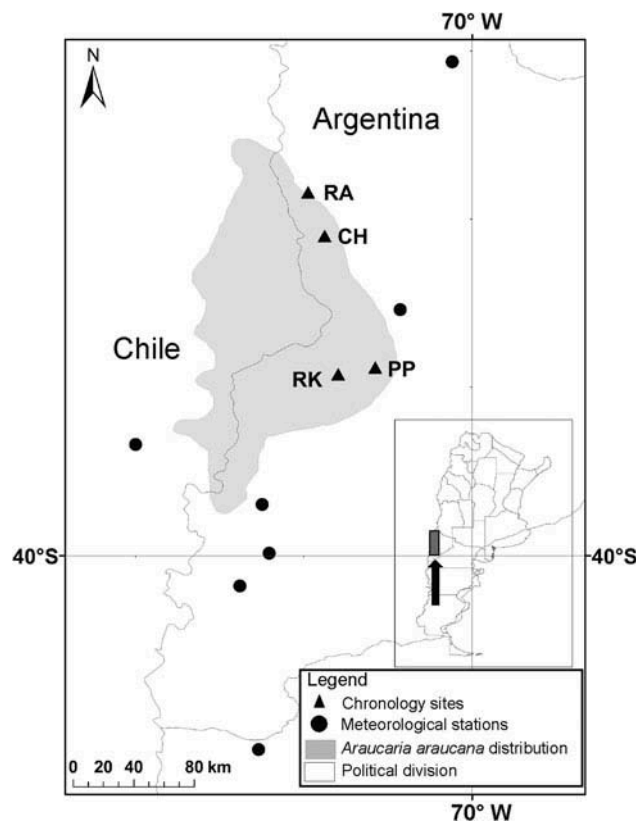 70° W
N
Argentina
RA
CH
Chile
RK
PP
40°S
40°S
Legend
Chronology sites
Meteorological stations
Araucaria araucana distribution
Political division
0 20 40 80 km
70° W